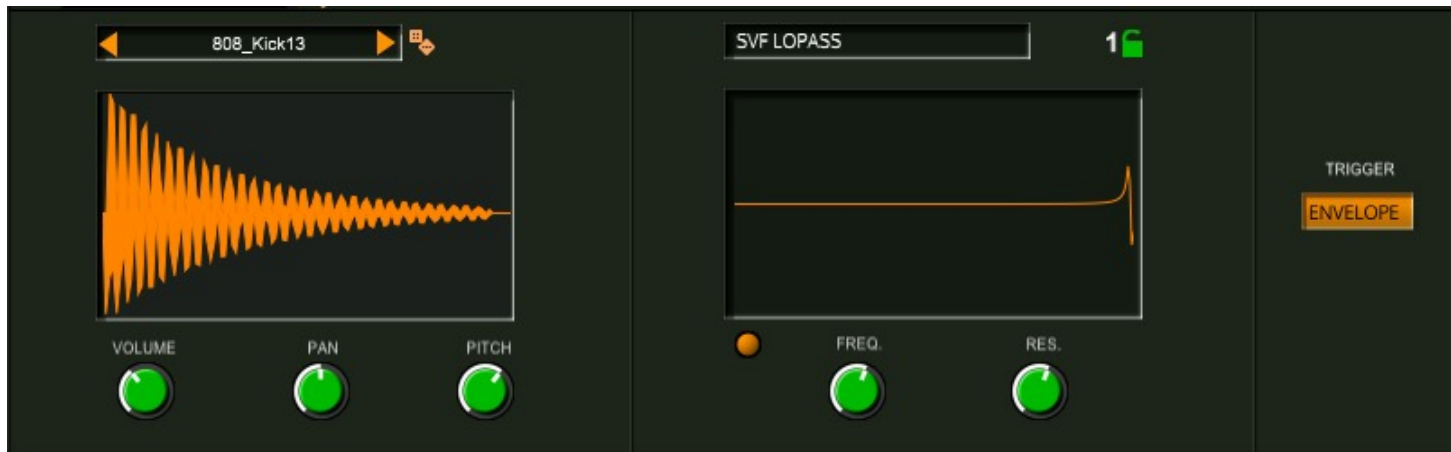 808_Kick13
VOLUME
PAN
PITCH
SVF LOPASS
1
FREQ.
RES.
TRIGGER
ENVELOPE